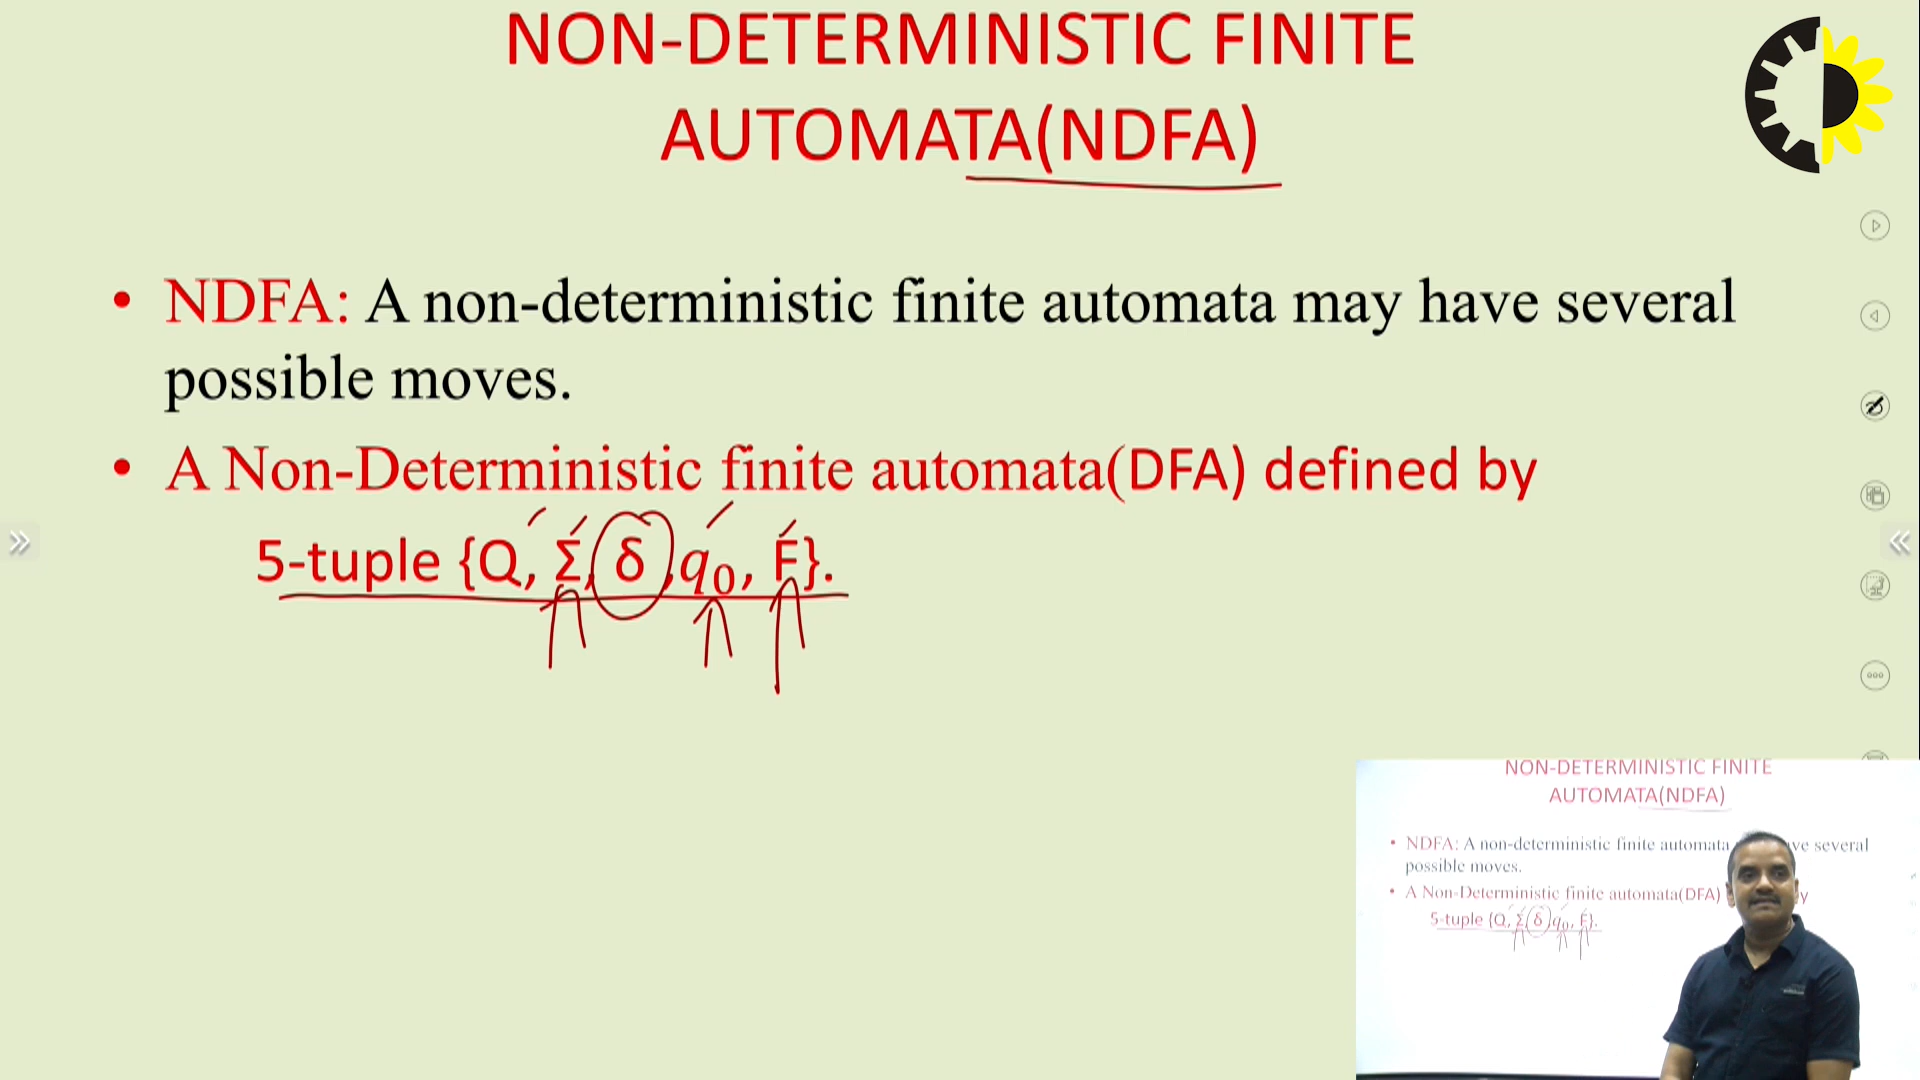 NON-DETERMINISTIC FINITE
AUTOMATA(NDFA)
• NDFA: A non-deterministic finite automata may have several
possible moves.
• A Non-Deterministic finite automata(DFA) defined by
5-tuple {Q, Σ, δ ,q₀, F}.
NON-DETERMINISTIC FINITE
AUTOMATA(NDFA)
• NDFA: A non-deterministic finite automata ve several
possible moves.
• A Non-Deterministic finite automata(DFA) y
5-tuple {Q, Σ, δ ,q₀, F}.